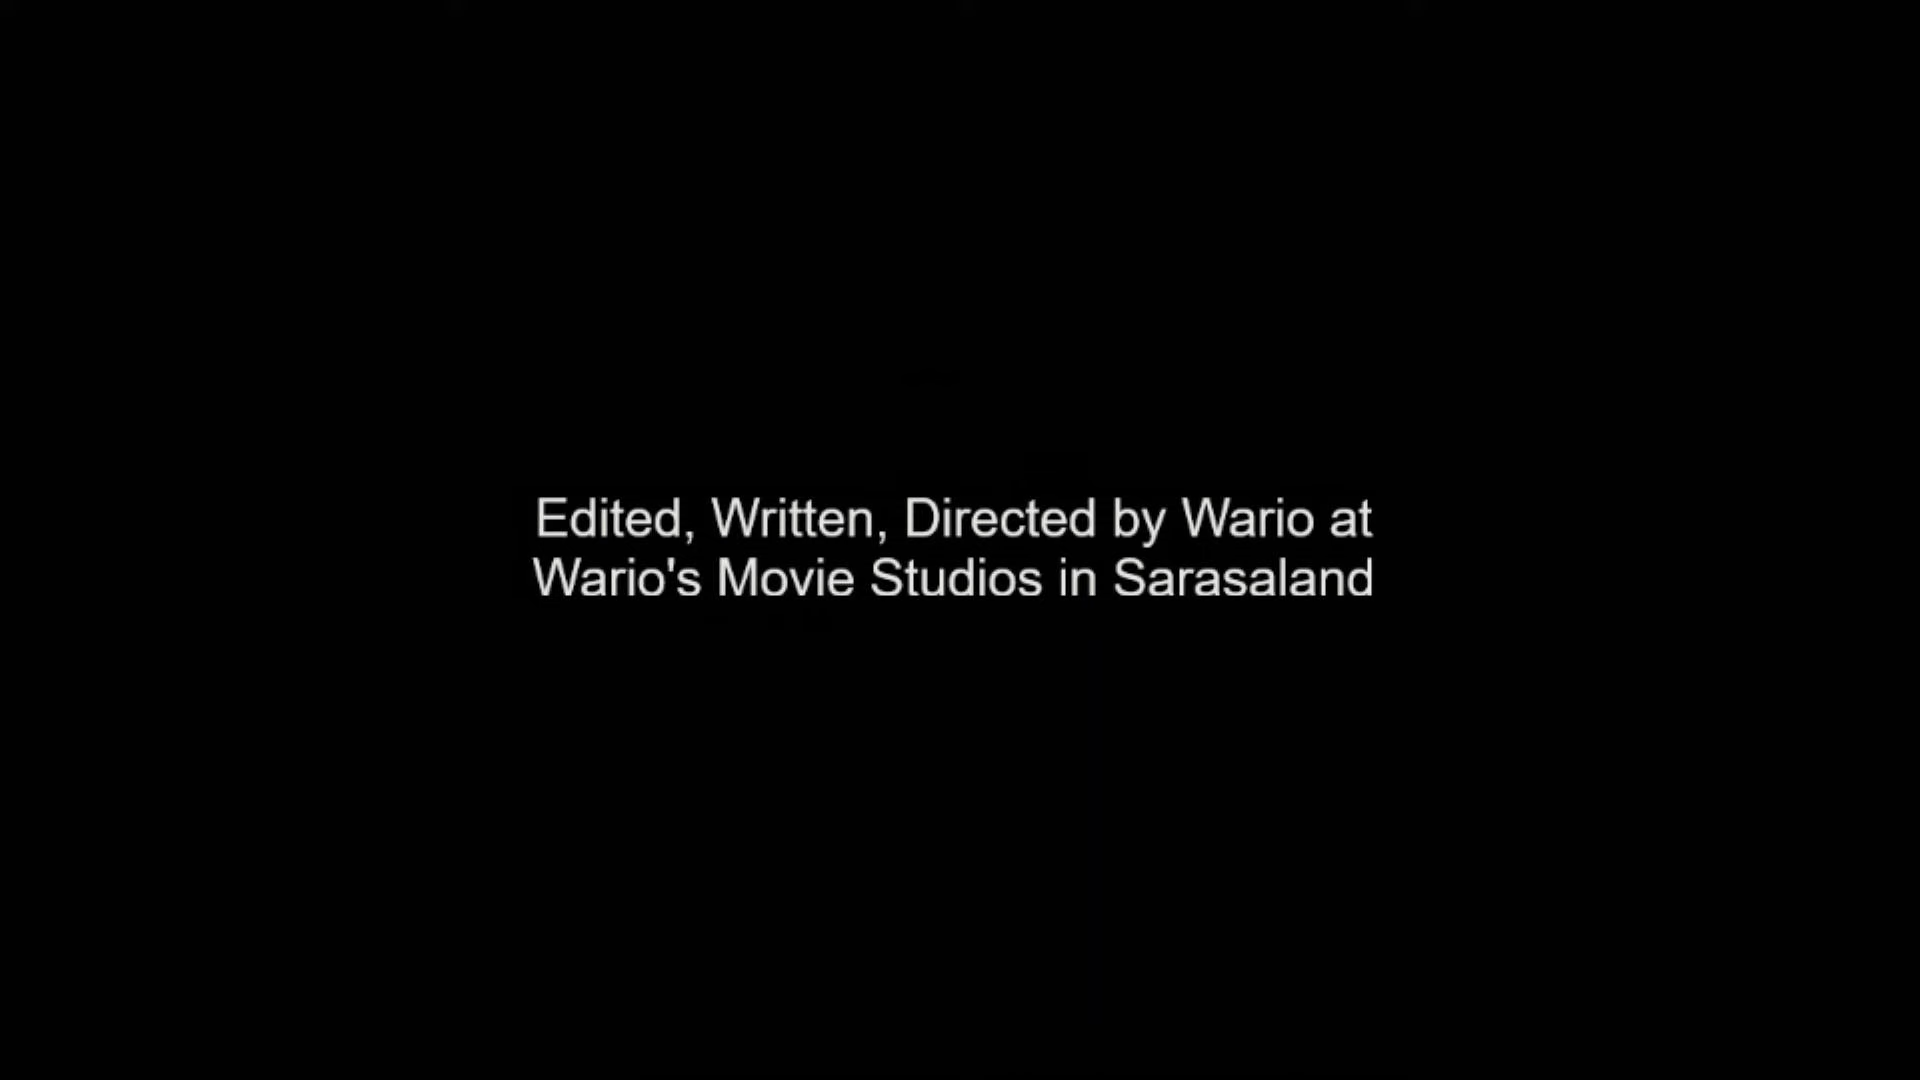 Edited, Written, Directed by Wario at
Wario's Movie Studios in Sarasaland